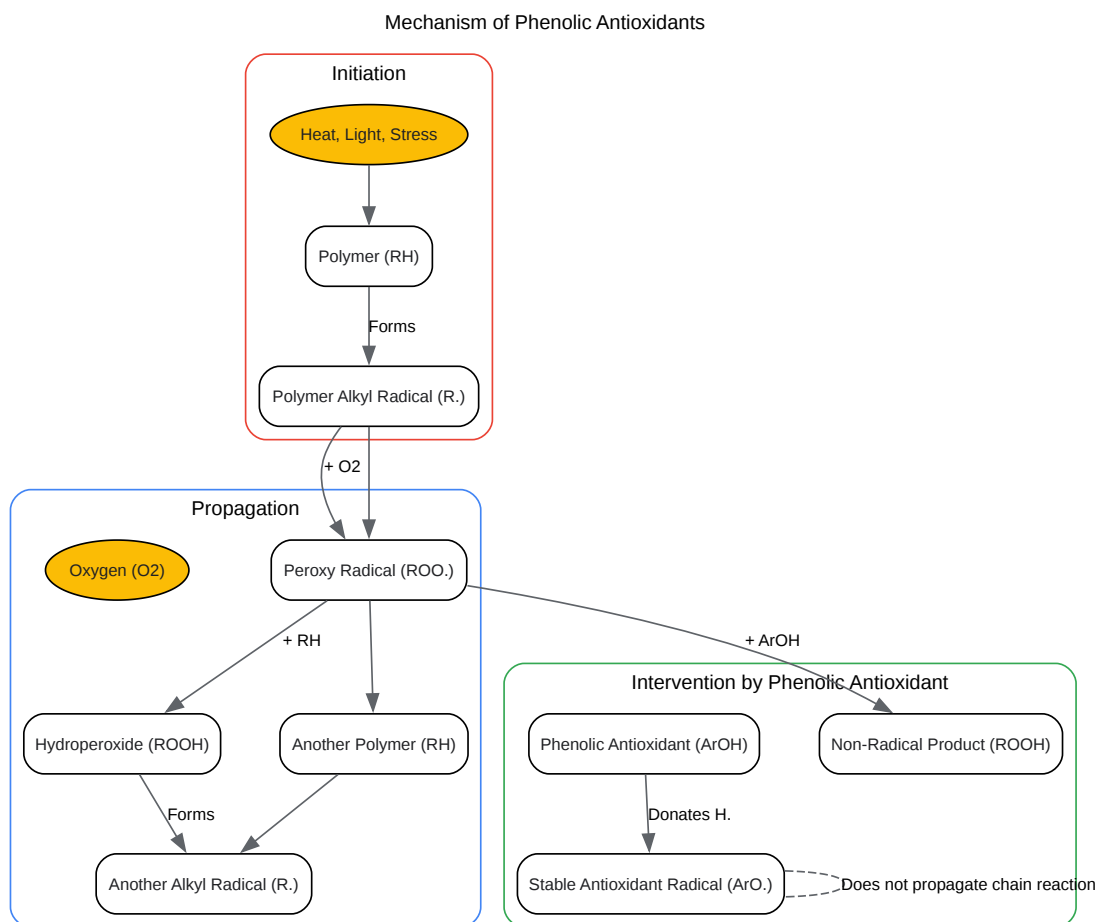 Mechanism of Phenolic Antioxidants
Initiation
Heat, Light, Stress
Polymer (RH)
Forms
Polymer Alkyl Radical (R.)
+ O2
Propagation
Oxygen (O2)
Peroxy Radical (ROO.)
+ RH
+ ArOH
Hydroperoxide (ROOH)
Another Polymer (RH)
Forms
Another Alkyl Radical (R.)
Intervention by Phenolic Antioxidant
Phenolic Antioxidant (ArOH)
Non-Radical Product (ROOH)
Donates H.
Stable Antioxidant Radical (ArO.)
Does not propagate chain reaction